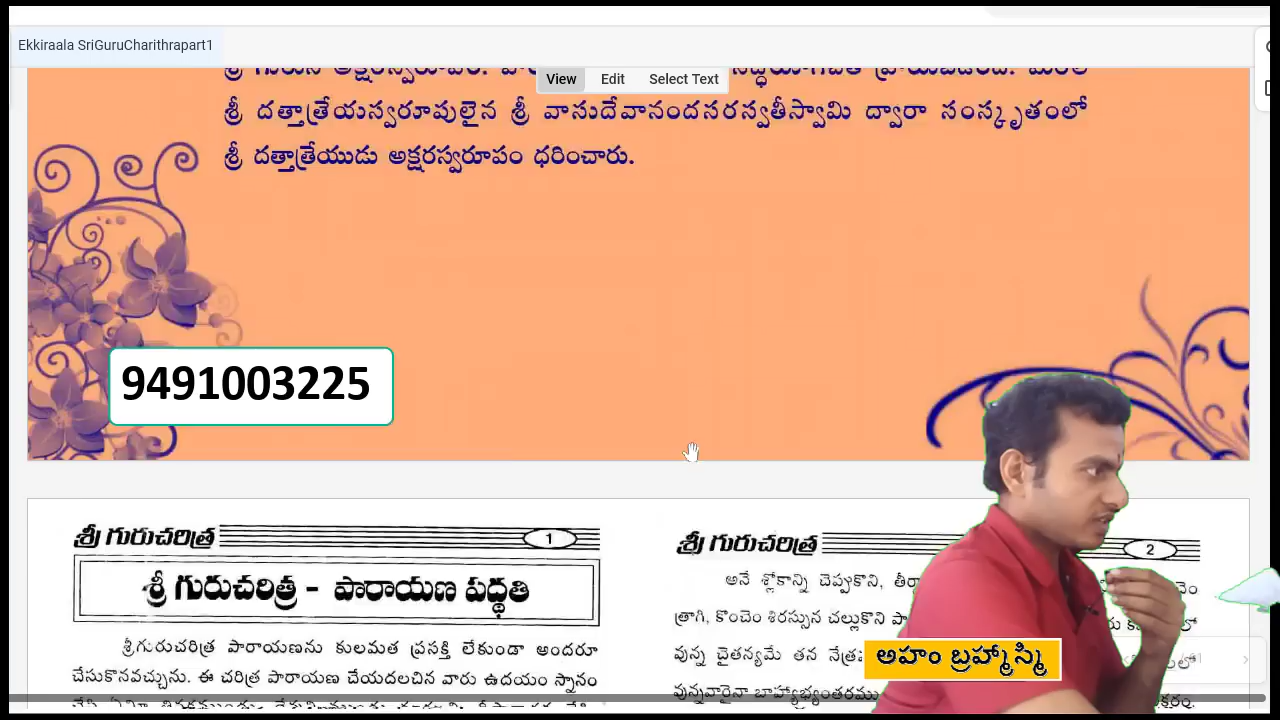 Ekkiraala SriGuruCharithrapart1
View Edit Select Text
శ్రీ దత్తాత్రేయస్వరూపులైన శ్రీ వాసుదేవానందసరస్వతీస్వామి ద్వారా సంస్కృతంలో
శ్రీ దత్తాత్రేయుడు అక్షరస్వరూపం ధరించారు.
9491003225
శ్రీ గురుచరిత్ర 1
శ్రీ గురుచరిత్ర - పారాయణ పద్ధతి
శ్రీగురుచరిత్ర పారాయణను కులమత ప్రసక్తి లేకుండా అందరూ
చేసుకొనవచ్చును. ఈ చరిత్ర పారాయణ చేయదలచిన వారు ఉదయం స్నానం
శ్రీ గురుచరిత్ర 2
అనే శ్లోకాన్ని చెప్పుకొని,
త్రాగి, కొంచెం శిరస్సున చల్లుకొని
వున్న చైతన్యమే తన
వున్నవారైనా
అహం బ్రహ్మాస్మి